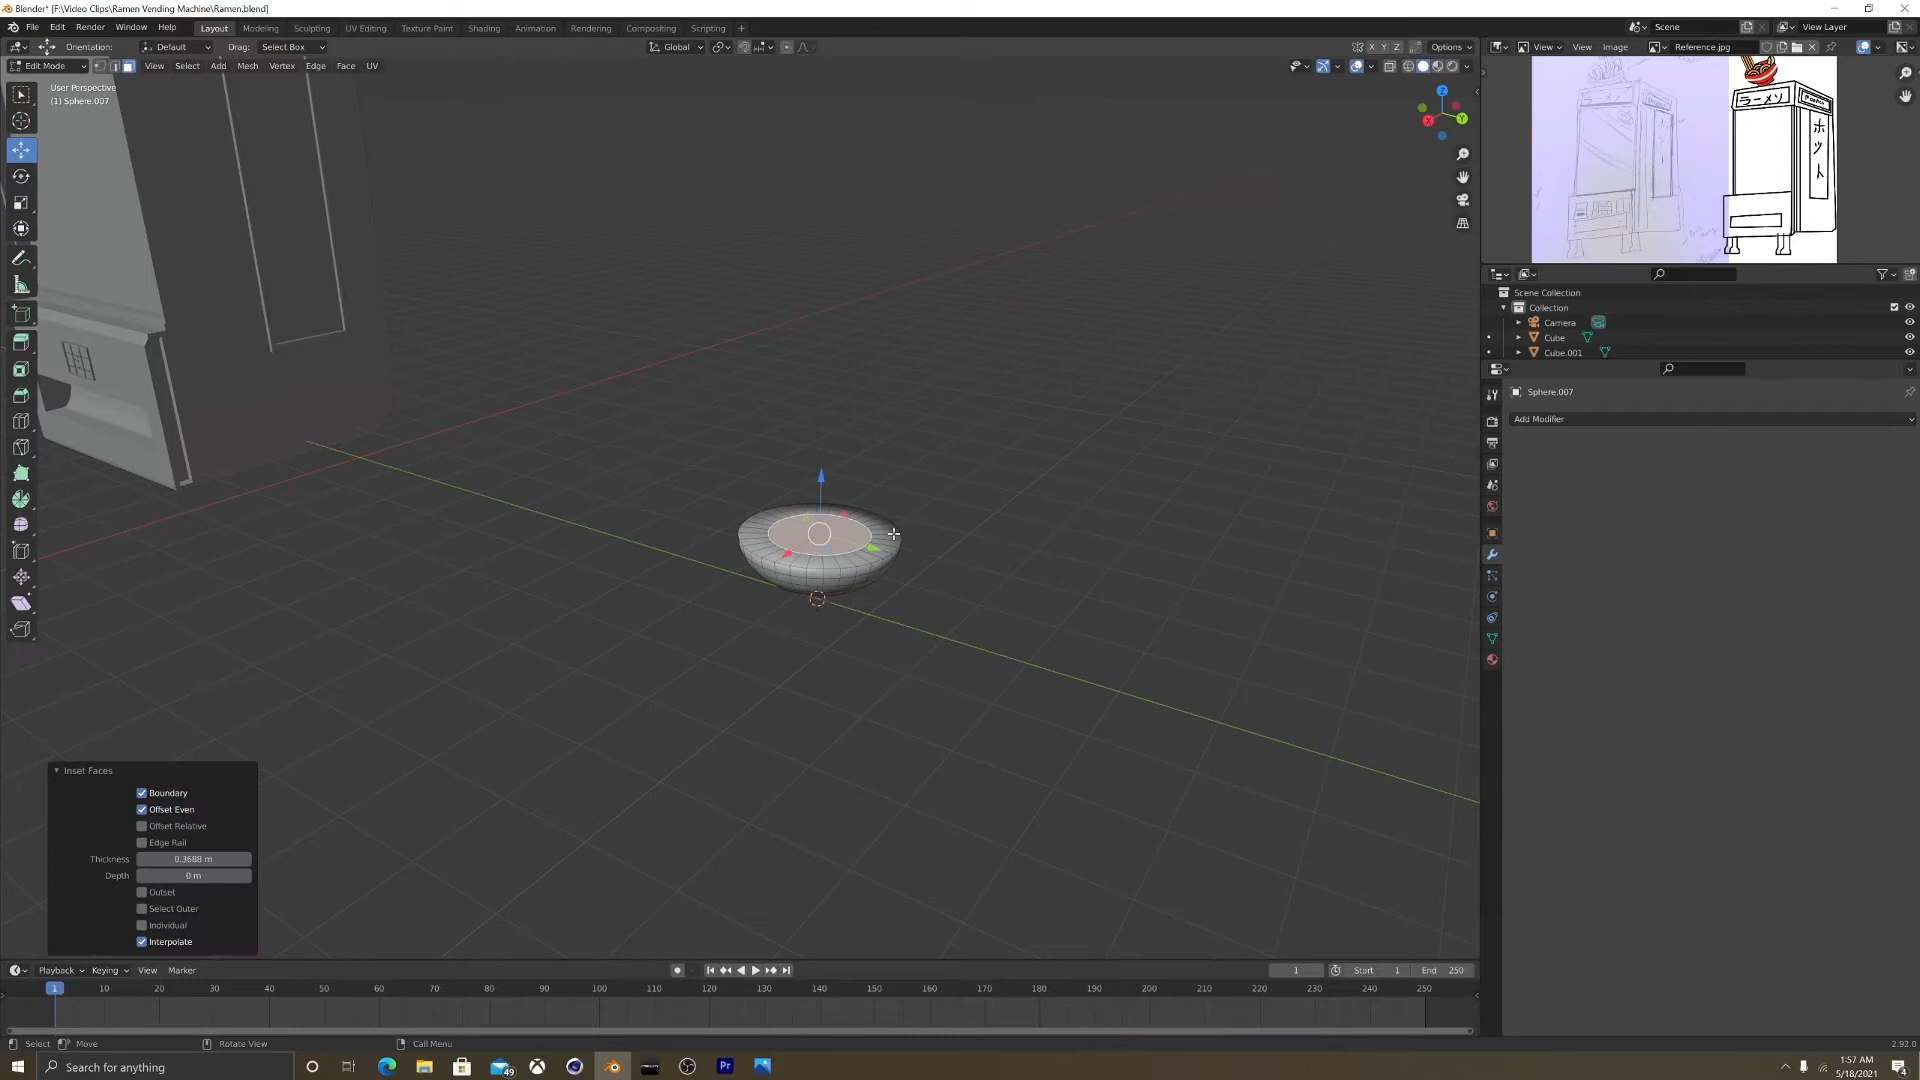 Blender* [F:\Video Clips\Ramen Vending Machine\Ramen.blend]
File Edit Render Window Help Layout Modeling Sculpting UV Editing Texture Paint Shading Animation Rendering Compositing Scripting + Scene View Layer
Orientation: Default Drag: Select Box Global X Y Z Options View View Image Reference.jpg
Edit Mode View Select Add Mesh Vertex Edge Face UV
User Perspective
(1) Sphere.007
Z
X Y
ラーメソ
ホット
Scene Collection
Collection
Camera
Cube
Cube.001
Sphere.007
Add Modifier
Inset Faces
Boundary
Offset Even
Offset Relative
Edge Rail
Thickness 0.3688 m
Depth 0 m
Outset
Select Outer
Individual
Interpolate
Playback Keying View Marker 1 Start 1 End 250
1 10 20 30 40 50 60 70 80 90 100 110 120 130 140 150 160 170 180 190 200 210 220 230 240 250
Select Move Rotate View Call Menu 2.92.0
Search for anything 49 Pr 1:57 AM
5/18/2021 4